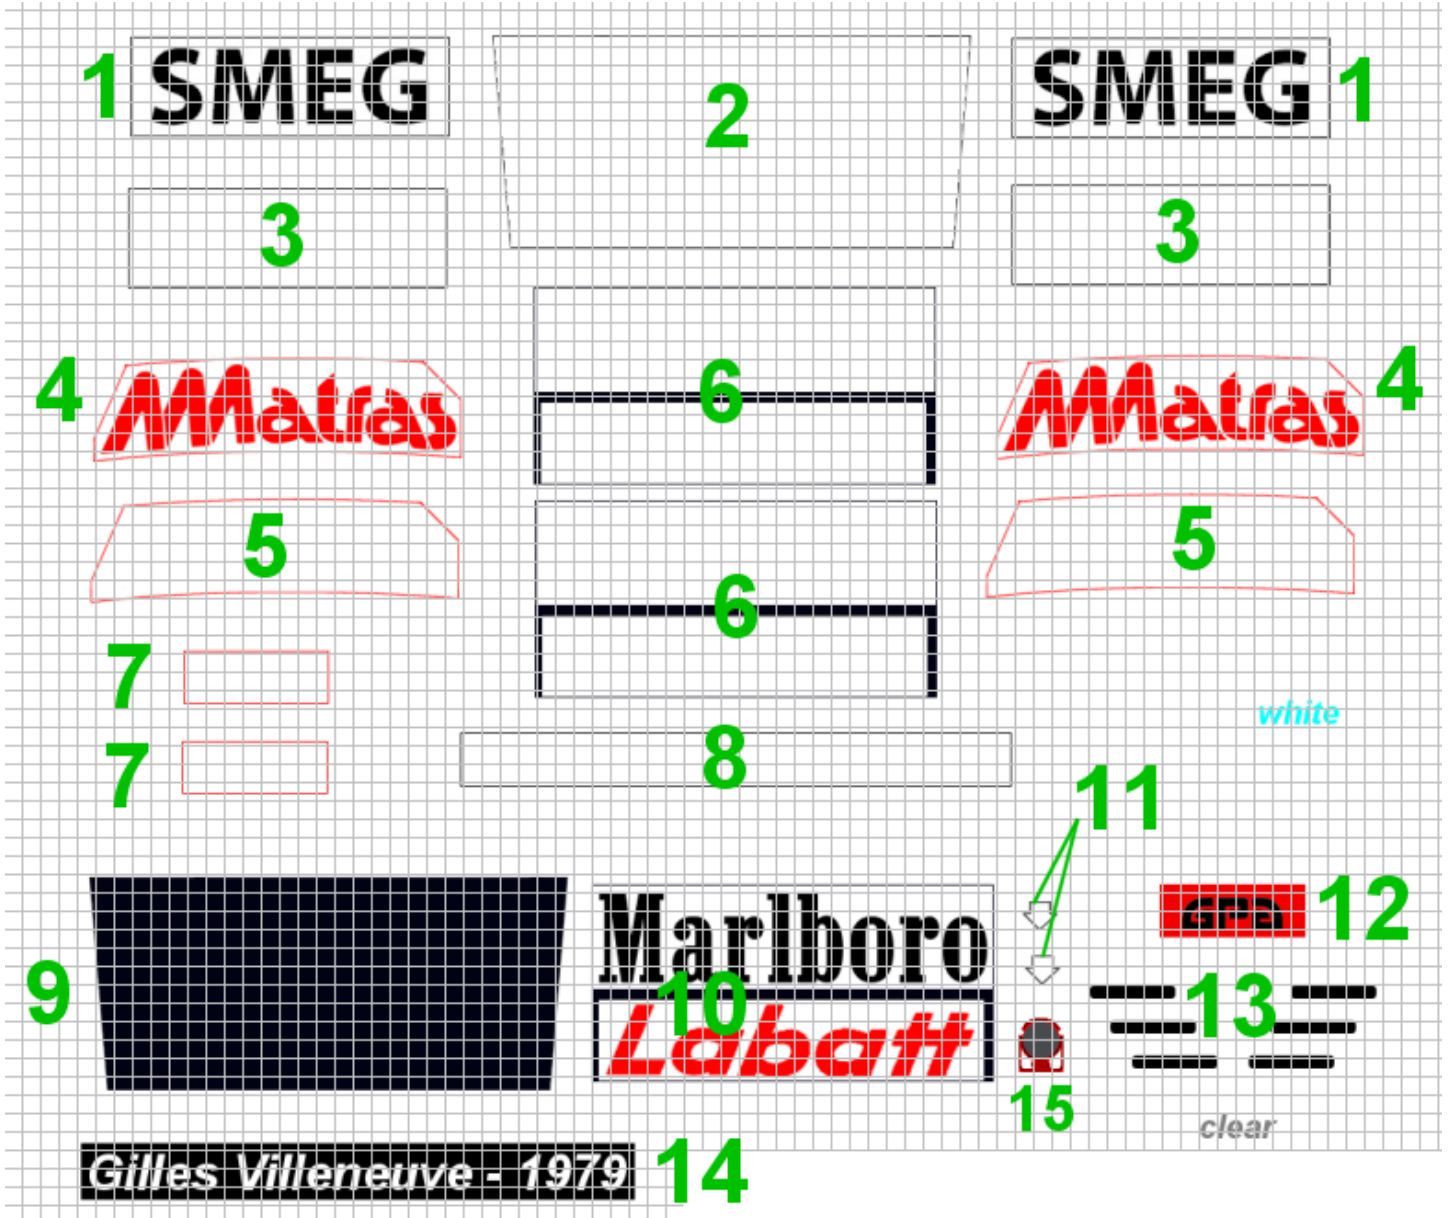 1 SMEG 2 SMEG 1
3 3
4 Matras 6 Matras 4
5 5
6
7
white
7 8
11
Marlboro 12 GPA
9 10 13
Labatt
15
clear
Gilles Villeneuve - 1979 14